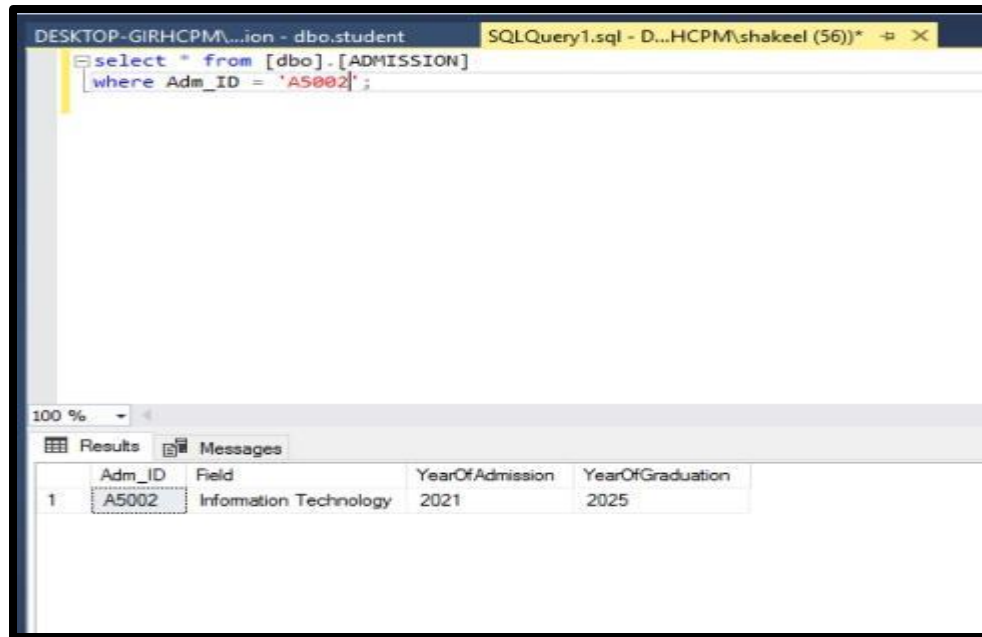 DESKTOP-GIRHCPM\...ion - dbo.student SQLQuery1.sql - D...HCPM\shakeel (56))*
select * from [dbo].[ADMISSION]
where Adm_ID = 'A5002';
100 %
Results Messages
Adm_ID Field YearOfAdmission YearOfGraduation
1 A5002 Information Technology 2021 2025